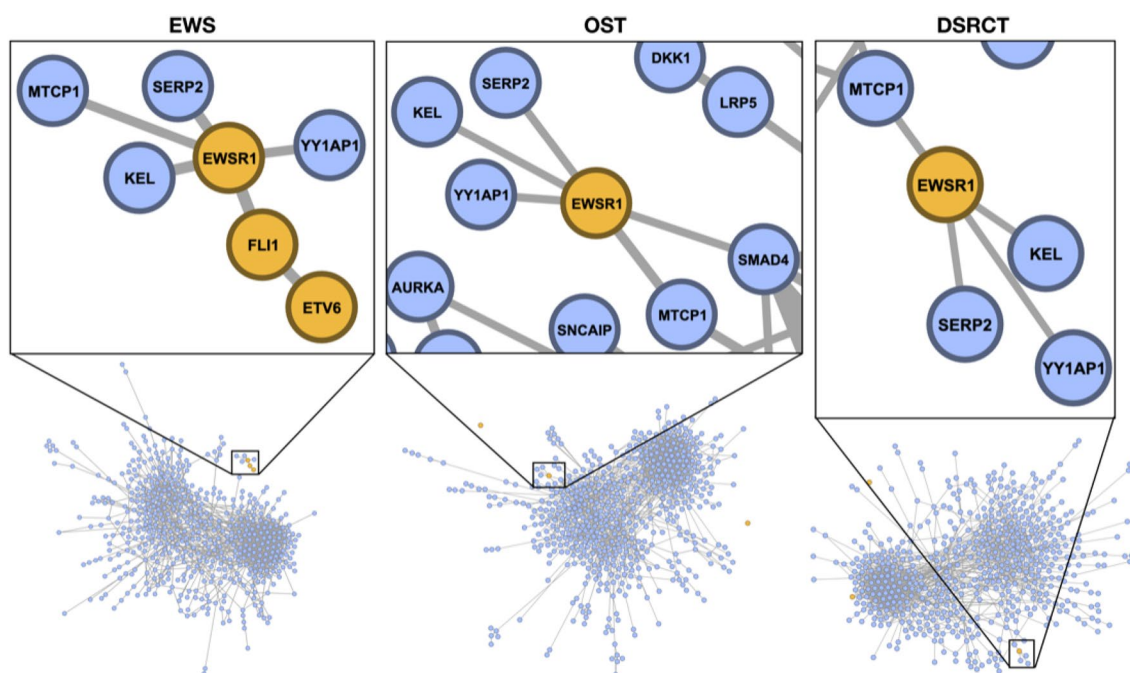 EWS
OST
DSRCT
MTCP1
SERP2
EWSR1
YY1AP1
KEL
FLI1
ETV6
DKK1
SERP2
LRP5
KEL
YY1AP1
EWSR1
SMAD4
AURKA
MTCP1
SNCAIP
MTCP1
EWSR1
KEL
SERP2
YY1AP1